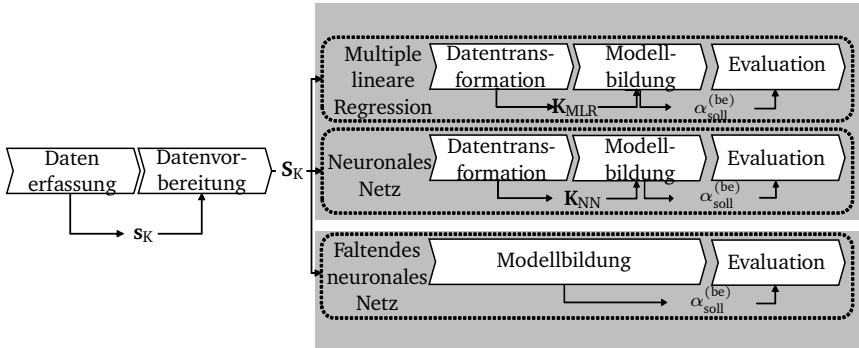 Daten
erfassung
Datenvor-
bereitung
s_K
S_K
Multiple
lineare
Regression
Datentrans-
formation
Modell-
bildung
Evaluation
K_MLR
α_soll^(be)
Neuronales
Netz
Datentrans-
formation
Modell-
bildung
Evaluation
K_NN
α_soll^(be)
Faltendes
neuronales
Netz
Modellbildung
Evaluation
α_soll^(be)